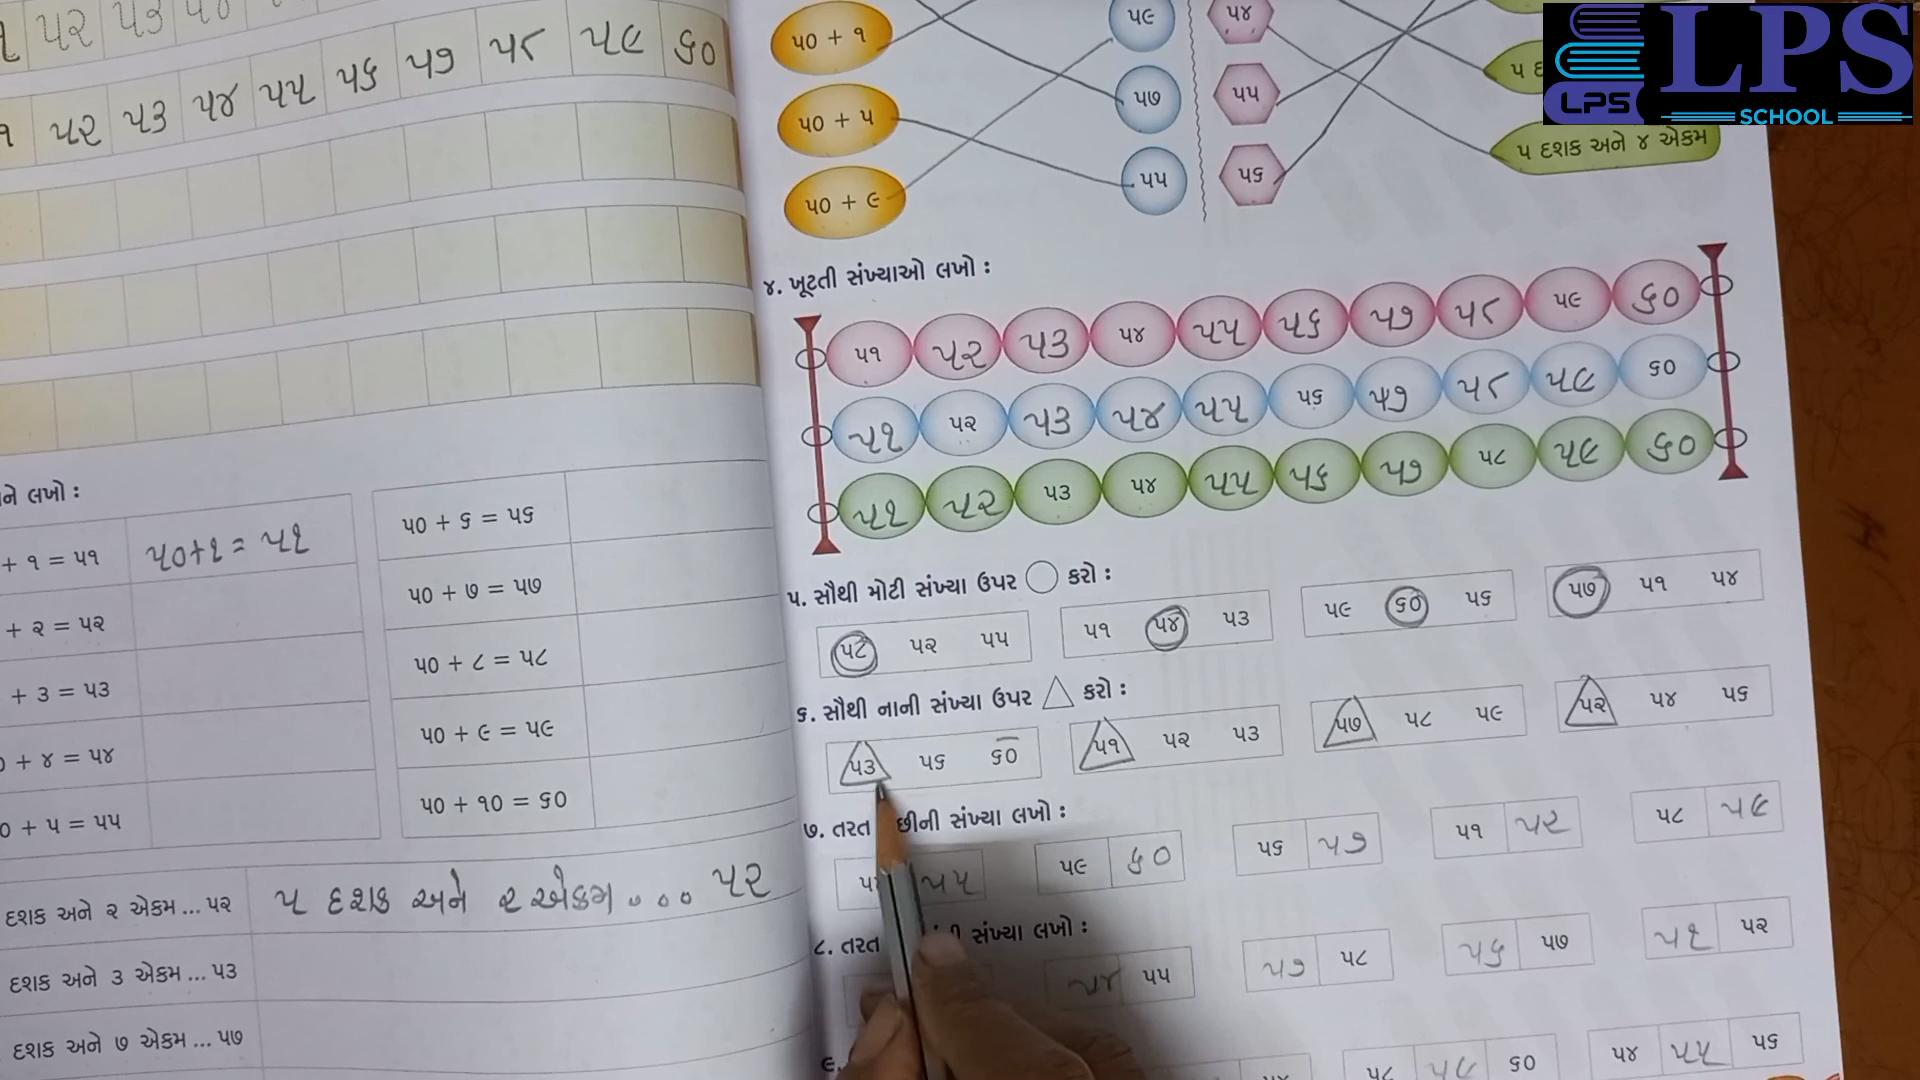 ૫૨ ૫૩ ૫૪
૫૨ ૫૩ ૫૪ ૫૫ ૫૬ ૫૭ ૫૮ ૫૯ ૬૦
ને લખો :
+ ૧ = ૫૧ ૫૦+૧ = ૫૧
+ ૨ = ૫૨
+ ૩ = ૫૩
૦ + ૪ = ૫૪
૦ + ૫ = ૫૫
૫૦ + ૬ = ૫૬
૫૦ + ૭ = ૫૭
૫૦ + ૮ = ૫૮
૫૦ + ૯ = ૫૯
૫૦ + ૧૦ = ૬૦
દશક અને ૨ એકમ ... ૫૨ ૫ દશક અને ૨ એકમ ... ૫૨
દશક અને ૩ એકમ ... ૫૩
દશક અને ૭ એકમ ... ૫૭
૫૦ + ૧ ૫૯ ૫૪
૫૦ + ૫ ૫૭ ૫૫ ૫
૫૦ + ૯ ૫૫ ૫૬ ૫ દશક અને ૪ એકમ
૪. ખૂટતી સંખ્યાઓ લખો :
૫૧ ૫૨ ૫૩ ૫૪ ૫૫ ૫૬ ૫૭ ૫૮ ૫૯ ૬૦
૫૧ ૫૨ ૫૩ ૫૪ ૫૫ ૫૬ ૫૭ ૫૮ ૫૯ ૬૦
૫૧ ૫૨ ૫૩ ૫૪ ૫૫ ૫૬ ૫૭ ૫૮ ૫૯ ૬૦
૫. સૌથી મોટી સંખ્યા ઉપર ◯ કરો :
૫૮ ૫૨ ૫૫ ૫૧ ૫૪ ૫૩ ૫૯ ૬૦ ૫૬ ૫૭ ૫૧ ૫૪
૬. સૌથી નાની સંખ્યા ઉપર △ કરો :
૫૩ ૫૬ ૬૦ ૫૧ ૫૨ ૫૩ ૫૭ ૫૮ ૫૯ ૫૨ ૫૪ ૫૬
૭. તરત છીની સંખ્યા લખો :
૫૫ ૫૯ ૬૦ ૫૬ ૫૭ ૫૧ ૫૨ ૫૮ ૫૯
૮. તરત સંખ્યા લખો :
૫૪ ૫૫ ૫૭ ૫૮ ૫૬ ૫૭ ૫૧ ૫૨
૯.
૫૮ ૫૯ ૬૦ ૫૪ ૫૫ ૫૬
LPS
LPS
SCHOOL